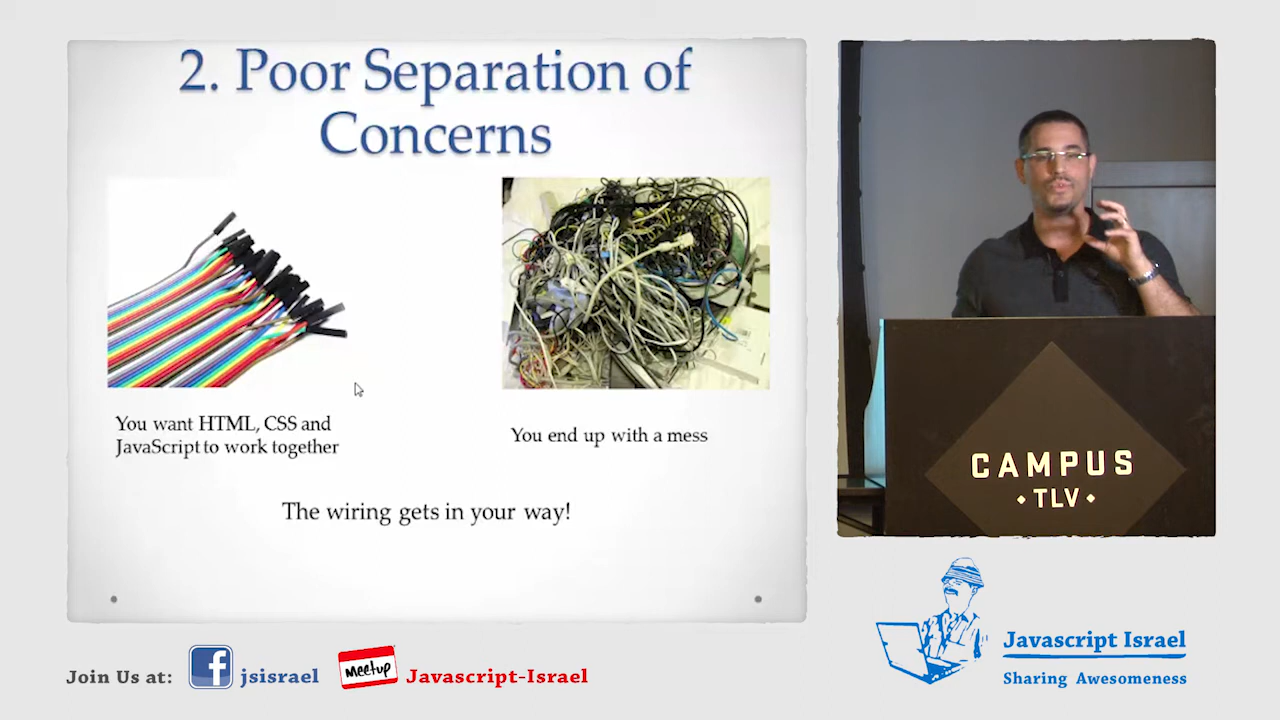 2. Poor Separation of
Concerns
You want HTML, CSS and
JavaScript to work together
You end up with a mess
The wiring gets in your way!
CAMPUS
TLV
Join Us at:
jsisrael
Meetup
Javascript-Israel
Javascript Israel
Sharing Awesomeness